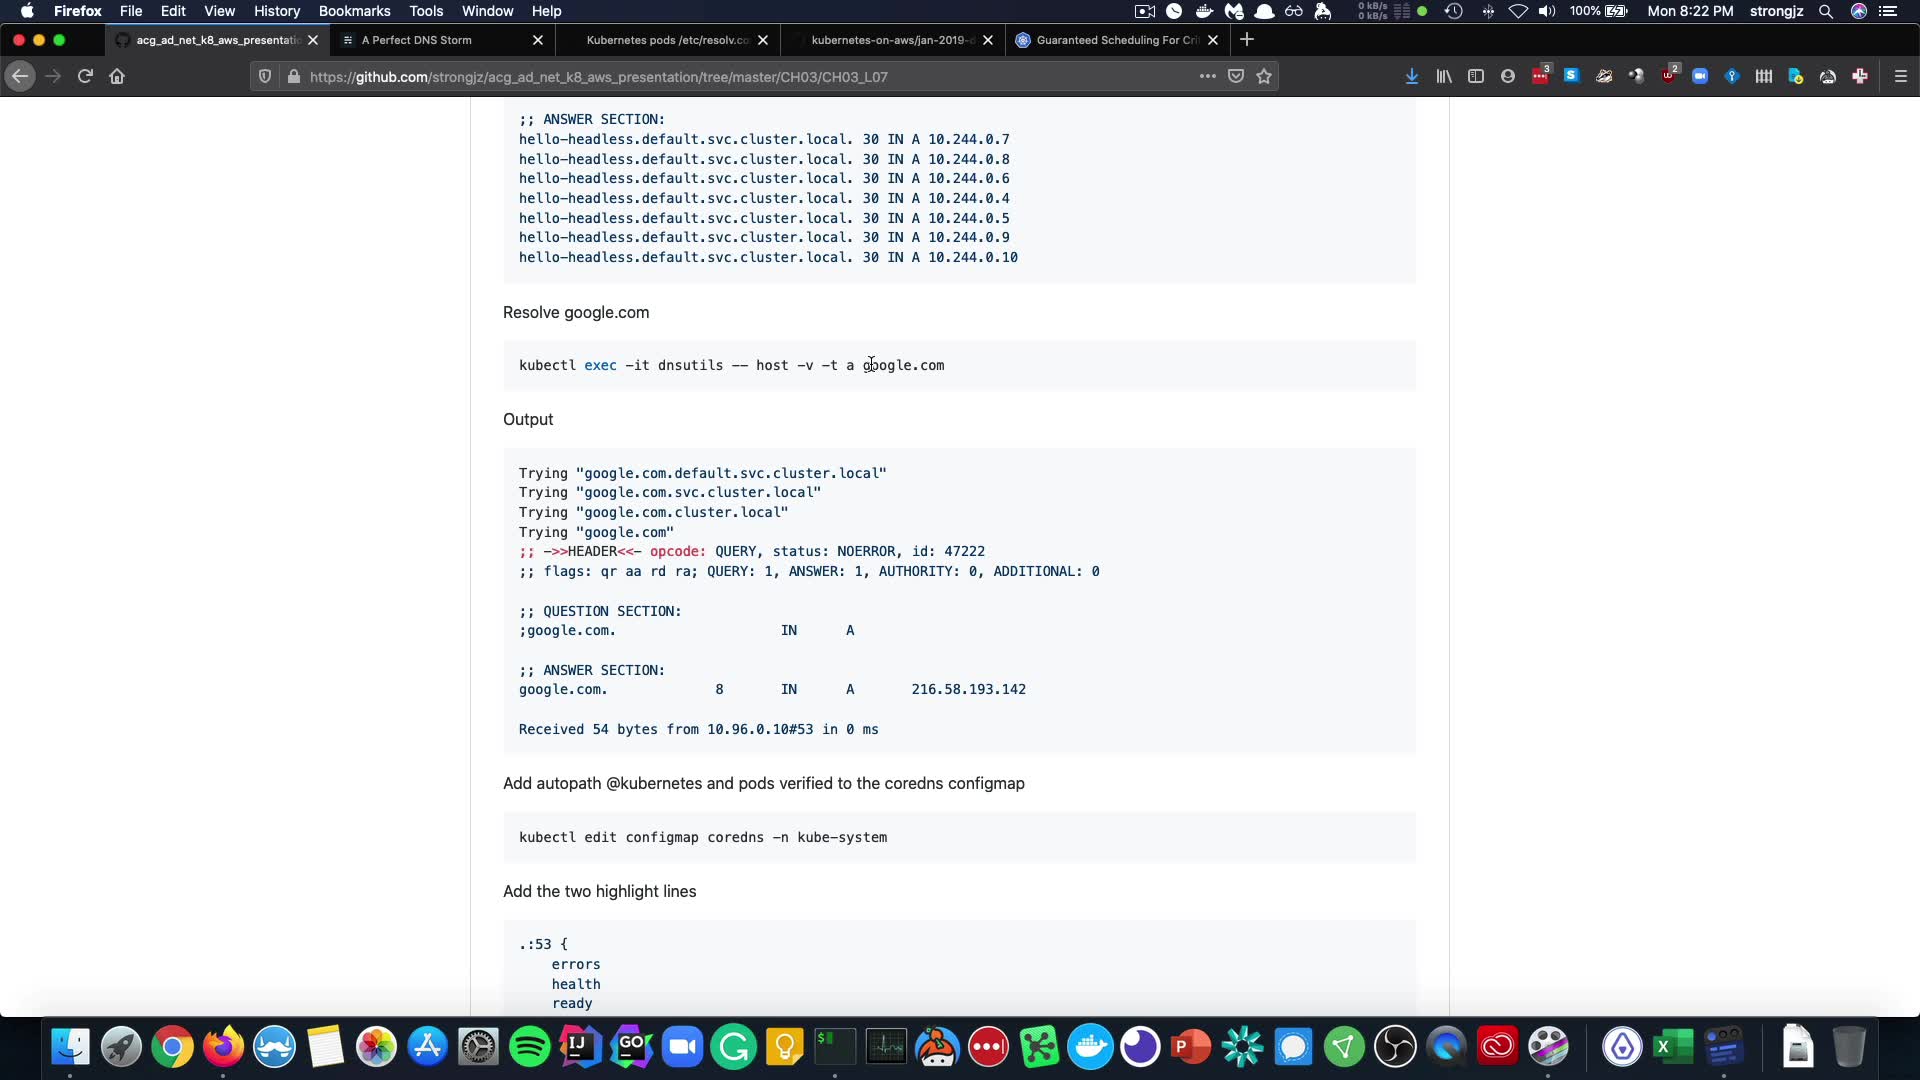 Firefox File Edit View History Bookmarks Tools Window Help
0 kB/s
0 kB/s
100%
Mon 8:22 PM strongjz
acg_ad_net_k8_aws_presentatio
A Perfect DNS Storm
Kubernetes pods /etc/resolv.co
kubernetes-on-aws/jan-2019-d
Guaranteed Scheduling For Cri
https://github.com/strongjz/acg_ad_net_k8_aws_presentation/tree/master/CH03/CH03_L07
3
2
;; ANSWER SECTION:
hello-headless.default.svc.cluster.local. 30 IN A 10.244.0.7
hello-headless.default.svc.cluster.local. 30 IN A 10.244.0.8
hello-headless.default.svc.cluster.local. 30 IN A 10.244.0.6
hello-headless.default.svc.cluster.local. 30 IN A 10.244.0.4
hello-headless.default.svc.cluster.local. 30 IN A 10.244.0.5
hello-headless.default.svc.cluster.local. 30 IN A 10.244.0.9
hello-headless.default.svc.cluster.local. 30 IN A 10.244.0.10
Resolve google.com
kubectl exec -it dnsutils -- host -v -t a google.com
Output
Trying "google.com.default.svc.cluster.local"
Trying "google.com.svc.cluster.local"
Trying "google.com.cluster.local"
Trying "google.com"
;; ->>HEADER<<- opcode: QUERY, status: NOERROR, id: 47222
;; flags: qr aa rd ra; QUERY: 1, ANSWER: 1, AUTHORITY: 0, ADDITIONAL: 0
;; QUESTION SECTION:
;google.com. IN A
;; ANSWER SECTION:
google.com. 8 IN A 216.58.193.142
Received 54 bytes from 10.96.0.10#53 in 0 ms
Add autopath @kubernetes and pods verified to the coredns configmap
kubectl edit configmap coredns -n kube-system
Add the two highlight lines
.:53 {
errors
health
ready
IJ
GO
$
P
X